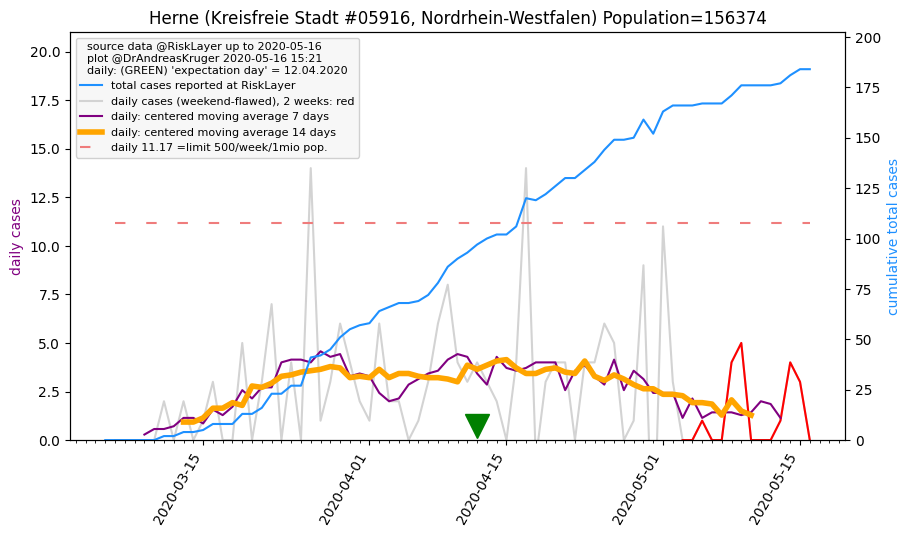 Herne (Kreisfreie Stadt #05916, Nordrhein-Westfalen) Population=156374
source data @RiskLayer up to 2020-05-16
plot @DrAndreasKruger 2020-05-16 15:21
daily: (GREEN) 'expectation day' = 12.04.2020
total cases reported at RiskLayer
daily cases (weekend-flawed), 2 weeks: red
daily: centered moving average 7 days
daily: centered moving average 14 days
daily 11.17 =limit 500/week/1mio pop.
daily cases
20.0
17.5
15.0
12.5
10.0
7.5
5.0
2.5
0.0
200
175
150
125
100
75
50
25
0
cumulative total cases
2020-03-15
2020-04-01
2020-04-15
2020-05-01
2020-05-15